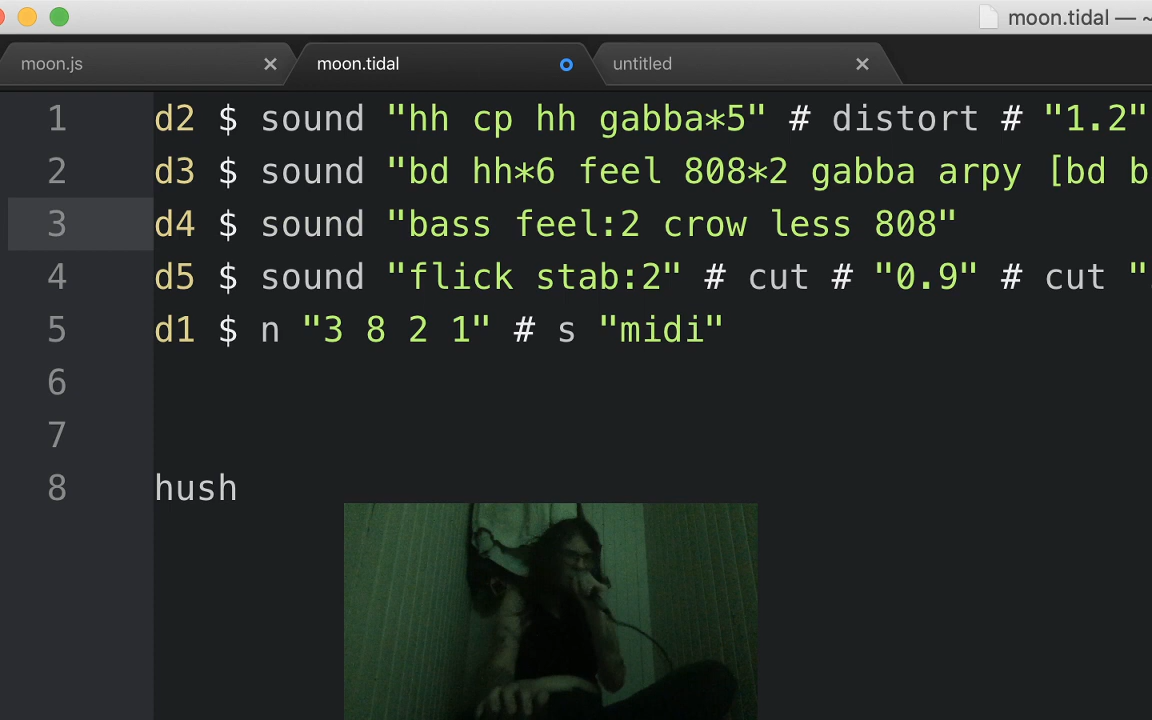 moon.tidal — ~
moon.js moon.tidal untitled
1 d2 $ sound "hh cp hh gabba*5" # distort # "1.2"
2 d3 $ sound "bd hh*6 feel 808*2 gabba arpy [bd b
3 d4 $ sound "bass feel:2 crow less 808"
4 d5 $ sound "flick stab:2" # cut # "0.9" # cut "
5 d1 $ n "3 8 2 1" # s "midi"
6
7
8 hush